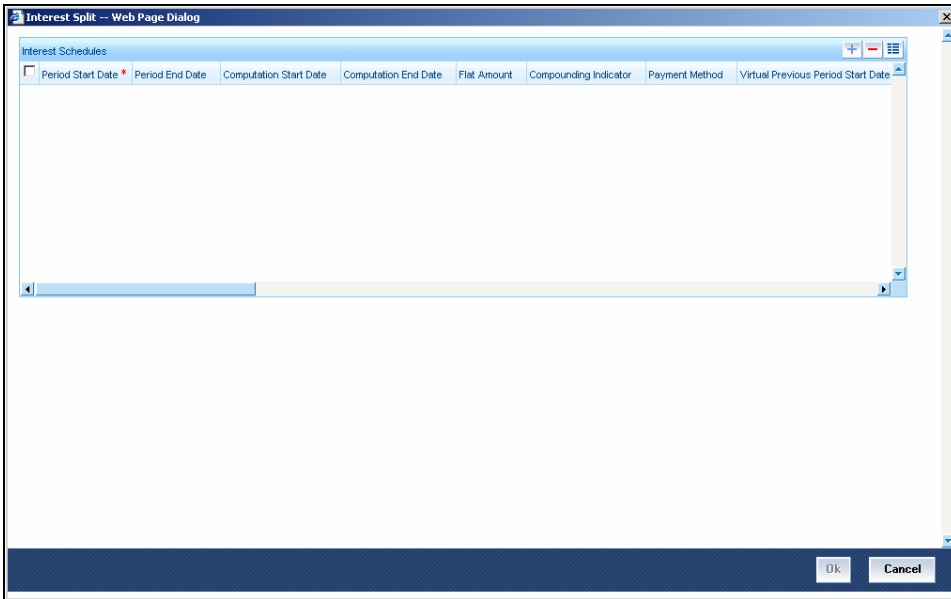 Interest Split -- Web Page Dialog
Interest Schedules
Period Start Date * Period End Date Computation Start Date Computation End Date Flat Amount Compounding Indicator Payment Method Virtual Previous Period Start Date
Ok Cancel